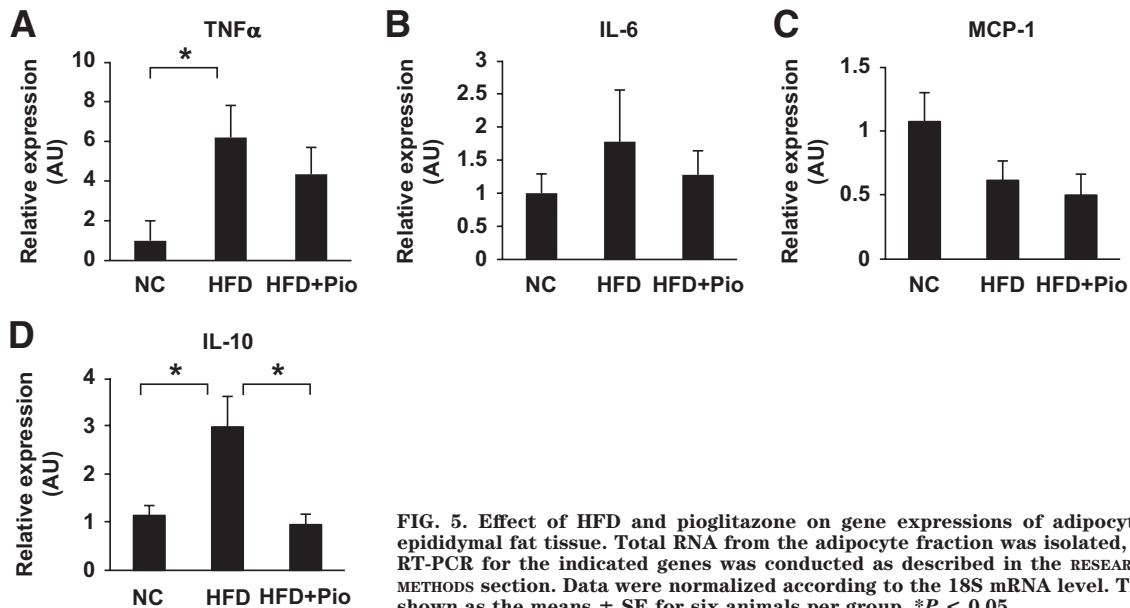 A
TNFα
Relative expression
(AU)
10
8
6
4
2
0
*
NC HFD HFD+Pio
B
IL-6
Relative expression
(AU)
3
2.5
2
1.5
1
0.5
0
NC HFD HFD+Pio
C
MCP-1
Relative expression
(AU)
1.5
1
0.5
0
NC HFD HFD+Pio
D
IL-10
Relative expression
(AU)
4
3
2
1
0
* *
NC HFD HFD+Pio
FIG. 5. Effect of HFD and pioglitazone on gene expressions of adipocyt
epididymal fat tissue. Total RNA from the adipocyte fraction was isolated,
RT-PCR for the indicated genes was conducted as described in the RESEAR
METHODS section. Data were normalized according to the 18S mRNA level. T
shown as the means ± SE for six animals per group. *P < 0.05.